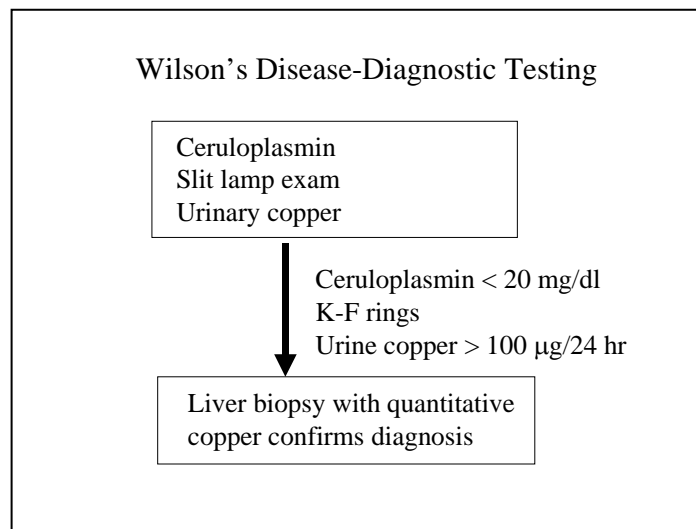 Wilson’s Disease-Diagnostic Testing
Ceruloplasmin
Slit lamp exam
Urinary copper
Ceruloplasmin < 20 mg/dl
K-F rings
Urine copper > 100 μg/24 hr
Liver biopsy with quantitative
copper confirms diagnosis